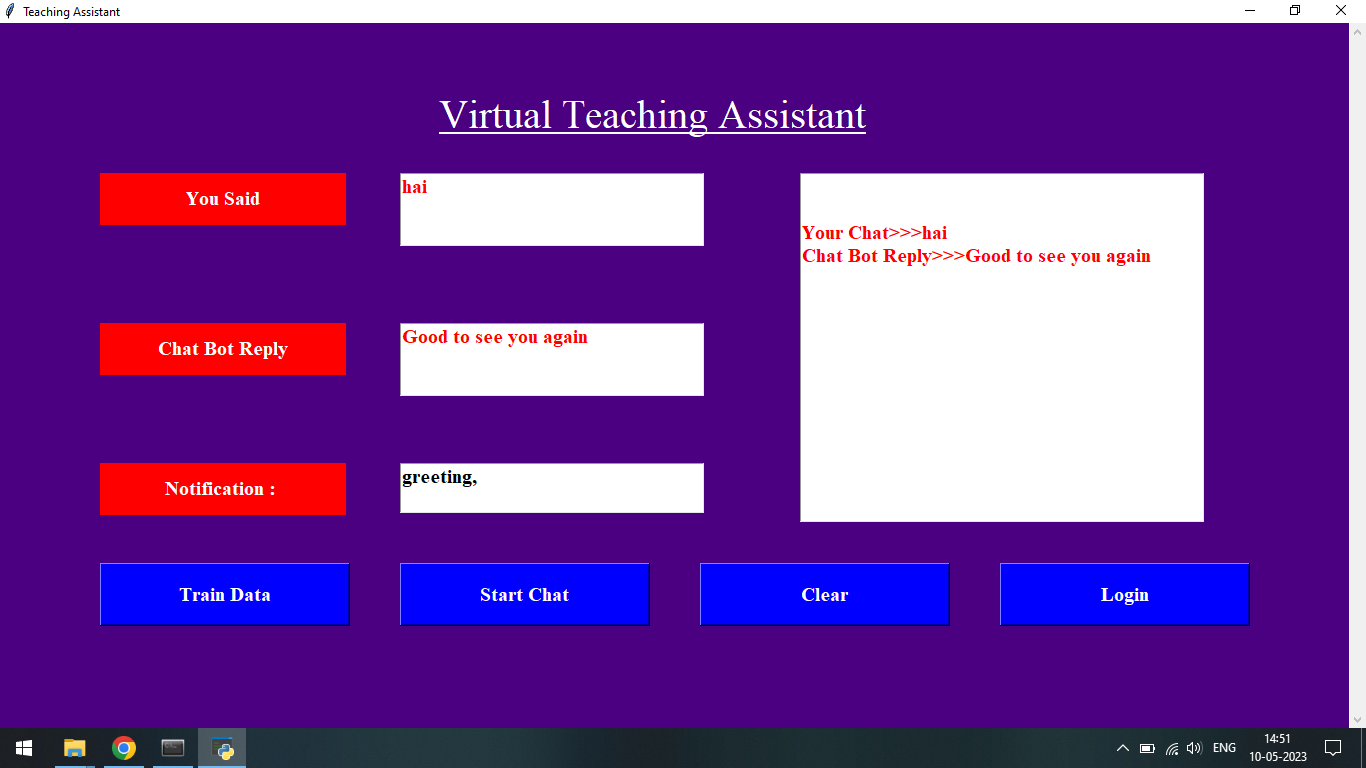 Teaching Assistant
Virtual Teaching Assistant
You Said
hai
Your Chat>>>hai
Chat Bot Reply>>>Good to see you again
Chat Bot Reply
Good to see you again
Notification :
greeting,
Train Data
Start Chat
Clear
Login
ENG
14:51
10-05-2023